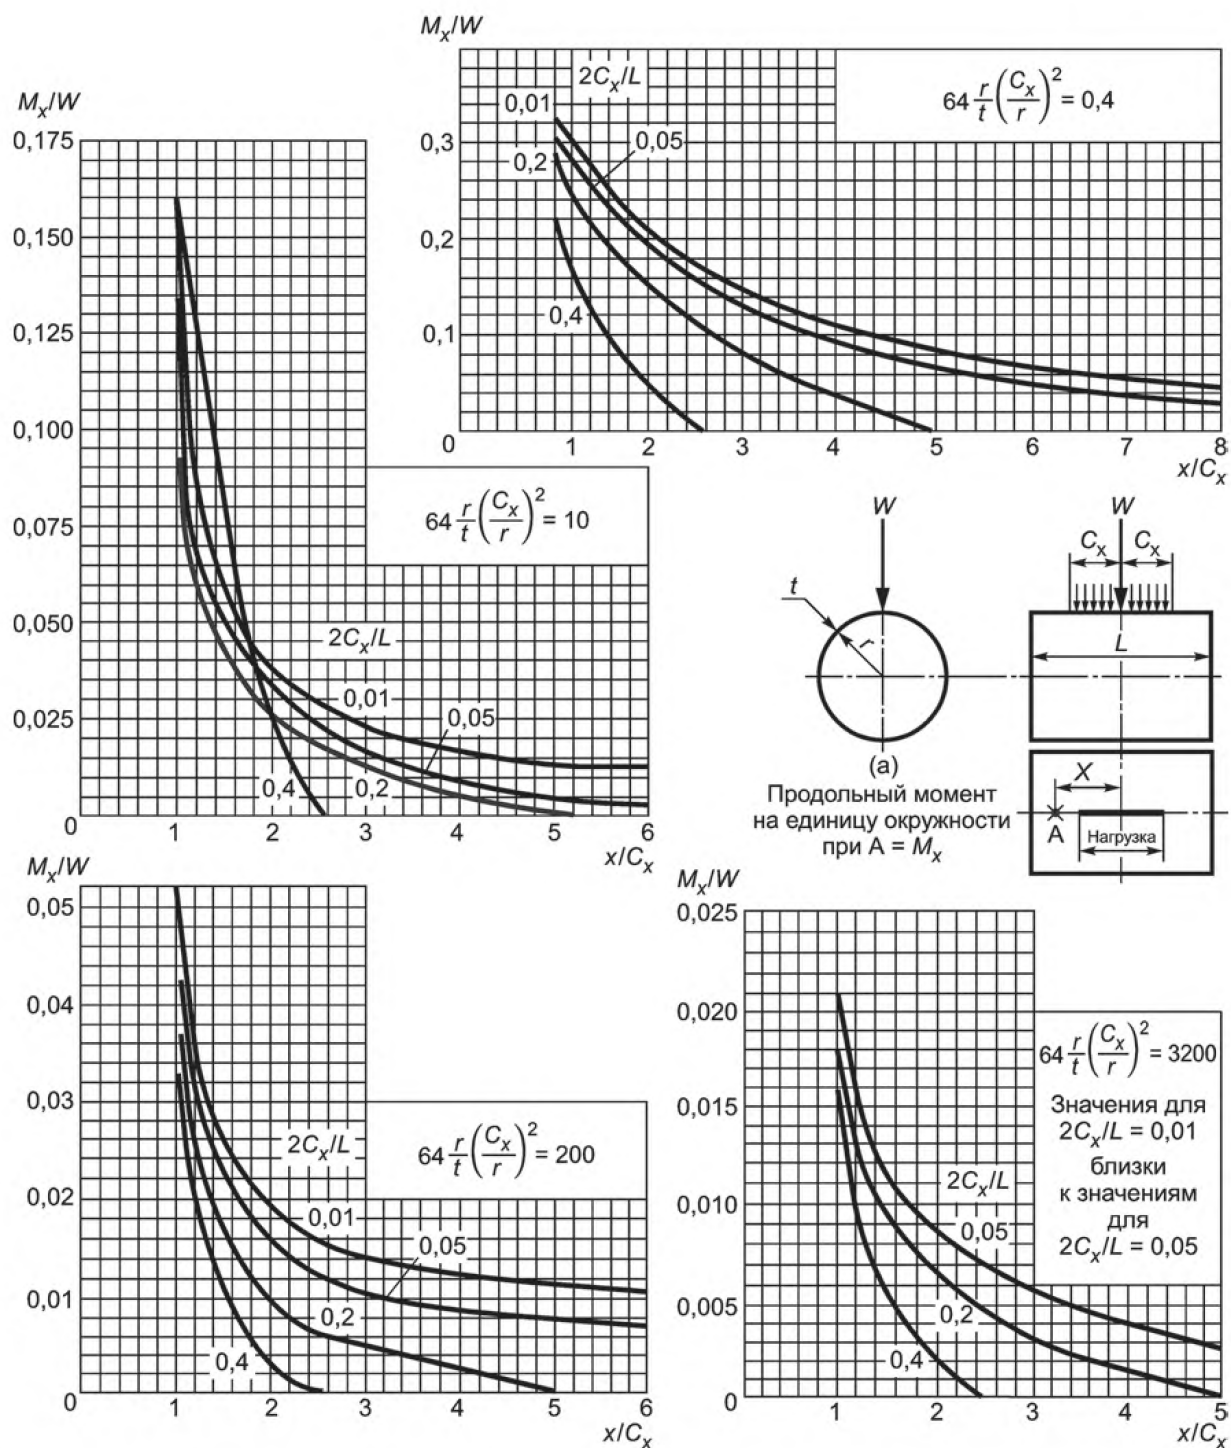 M_x/W
0,175
0,150
0,125
0,100
0,075
0,050
0,025
0
1 2 3 4 5 6
x/C_x
2C_x/L
0,01
0,05
0,2
0,4
64 r/t (C_x/r)² = 10
M_x/W
0,3
0,2
0,1
0
1 2 3 4 5 6 7 8
x/C_x
2C_x/L
0,01
0,05
0,2
0,4
64 r/t (C_x/r)² = 0,4
W
t
r
(а)
Продольный момент
на единицу окружности
при А = M_x
W
C_x C_x
L
X
А
Нагрузка
M_x/W
0,05
0,04
0,03
0,02
0,01
0
1 2 3 4 5 6
x/C_x
2C_x/L
0,01
0,05
0,2
0,4
64 r/t (C_x/r)² = 200
M_x/W
0,025
0,020
0,015
0,010
0,005
0
1 2 3 4 5
x/C_x
2C_x/L
0,05
0,2
0,4
64 r/t (C_x/r)² = 3200
Значения для
2C_x/L = 0,01
близки
к значениям
для
2C_x/L = 0,05